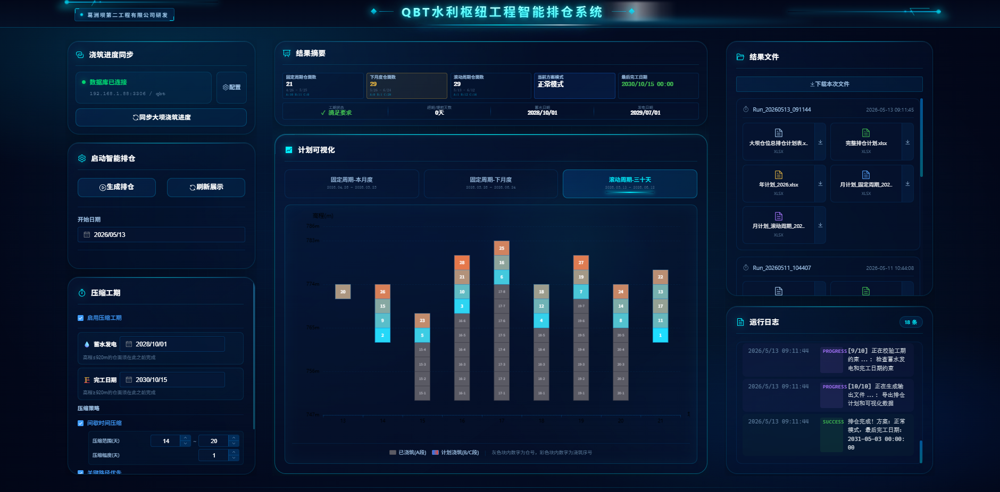 葛洲坝第二工程有限公司研发
QBT水利枢纽工程智能排仓系统
浇筑进度同步
数据库已连接
192.168.1.88:3306 / qbt
配置
同步大坝浇筑进度
启动智能排仓
生成排仓
刷新展示
开始日期
2026/05/13
压缩工期
启用压缩工期
蓄水发电
2028/10/01
高程≤920m的仓面须在此之前完成
完工日期
2030/10/15
高程≥920m的仓面须在此之前完成
压缩策略
间歇时间压缩
压缩范围(天)
14 ~ 20
压缩幅度(天)
1
关键路径优先
结果摘要
固定周期仓面数
21
4/26 ~ 5/25
A:10 B:11 C:0
下月度仓面数
29
5/26 ~ 6/24
滚动周期仓面数
29
5/13 ~ 6/12
当前方案模式
正常模式
最后完工日期
2030/10/15 00:00
工期状态
✓ 满足要求
超期/提前天数
0天
蓄水日期
2028/10/01
发电日期
2029/07/01
计划可视化
固定周期-本月度
2026.04.26 ~ 2026.05.25
固定周期-下月度
2026.05.26 ~ 2026.06.24
滚动周期-三十天
2026.05.13 ~ 2026.06.12
高程(m)
786m
783m
25
28 16 27
21 6 19 22
774m
20 26 10 17-8 18 7 24 13
15 3 17-7 12 19-7 14 17
9 23 16-6 17-6 4 19-6 8 11
765m
2 5 16-5 17-5 18-5 19-5 20-5 1
15-4 16-4 17-4 18-4 19-4 20-4
15-3 16-3 17-3 18-3 19-3 20-3
756m
15-2 16-2 17-2 18-2 19-2 20-2
15-1 16-1 17-1 18-1 19-1 20-1
747m
13 14 15 16 17 18 19 20 21
已浇筑(A段) 计划浇筑(B/C段) 灰色块内数字为仓号，彩色块内数字为浇筑序号
结果文件
下载本次文件
Run_20260513_091144 2026-05-13 09:11:45
大坝仓位总排仓计划表.x..
XLSX
完整排仓计划.xlsx
XLSX
年计划_2026.xlsx
XLSX
月计划_固定周期_202..
XLSX
月计划_滚动周期_202..
XLSX
Run_20260511_104407 2026-05-11 10:44:08
运行日志
18 条
2026/5/13 09:11:44 PROGRESS [9/10] 正在校验工期
约束...：检查蓄水发
电和完工日期约束
2026/5/13 09:11:44 PROGRESS [10/10] 正在生成输
出文件...：导出排仓
计划和可视化数据
2026/5/13 09:11:44 SUCCESS 排仓完成！方案：正常
模式，最后完工日期：
2031-05-03 00:00:
00